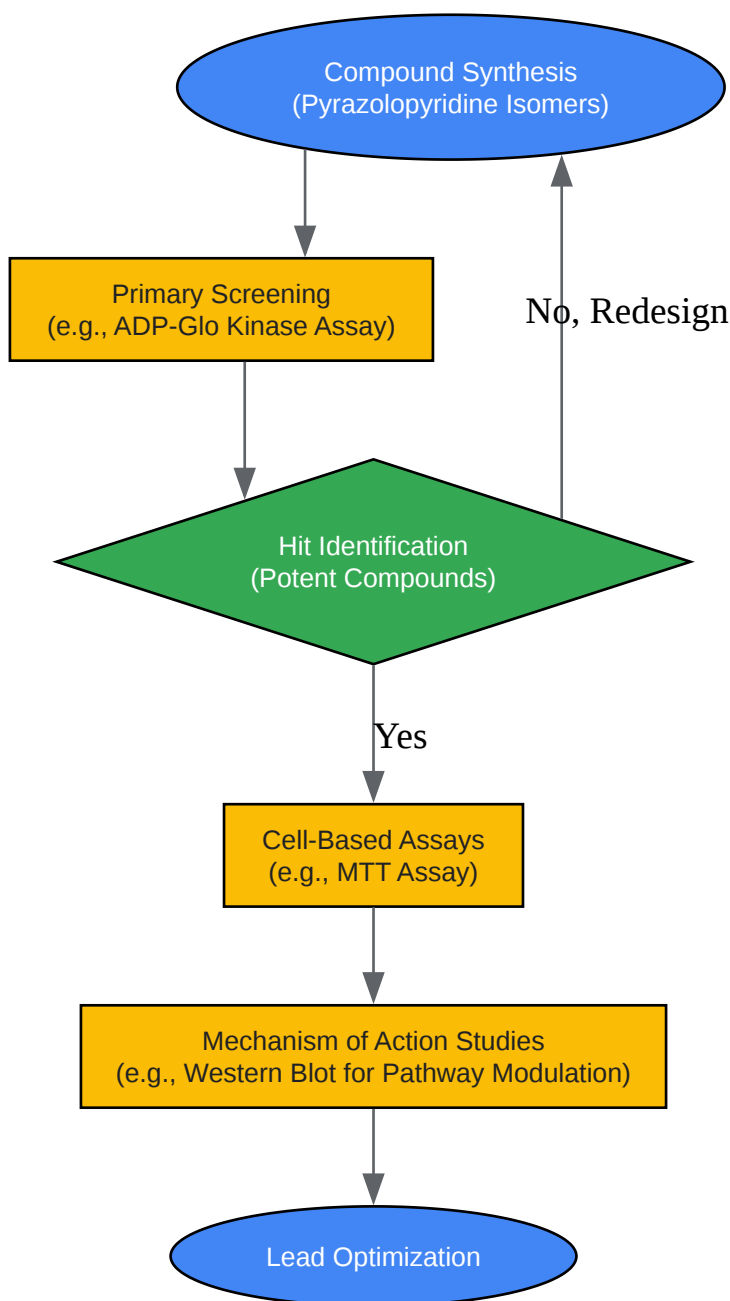 Compound Synthesis
(Pyrazolopyridine Isomers)
Primary Screening
(e.g., ADP-Glo Kinase Assay)
No, Redesign
Hit Identification
(Potent Compounds)
Yes
Cell-Based Assays
(e.g., MTT Assay)
Mechanism of Action Studies
(e.g., Western Blot for Pathway Modulation)
Lead Optimization